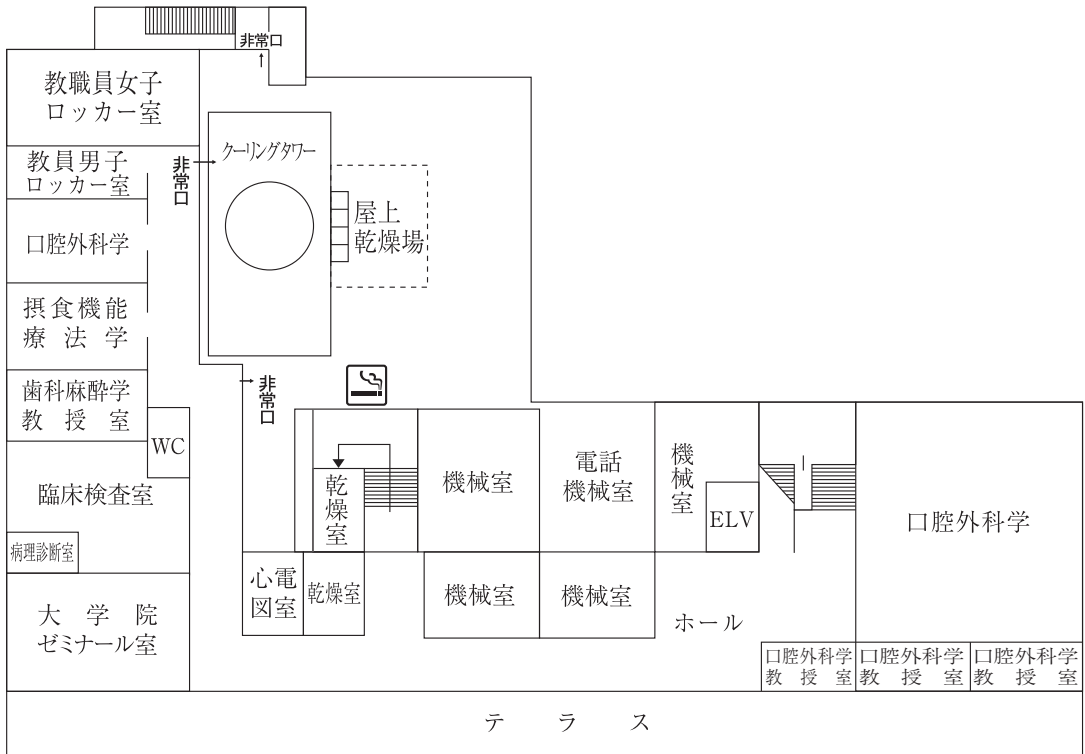 非常口
教職員女子
ロッカー室
教員男子
ロッカー室
非常口
クーリングタワー
屋上
乾燥場
口腔外科学
摂食機能
療法学
歯科麻酔学
教授室
非常口
WC
臨床検査室
病理診断室
大学院
ゼミナール室
乾燥室
機械室
電話
機械室
機械室
ELV
口腔外科学
心電
図室
乾燥室
機械室
機械室
ホール
口腔外科学
教授室
口腔外科学
教授室
口腔外科学
教授室
テラス